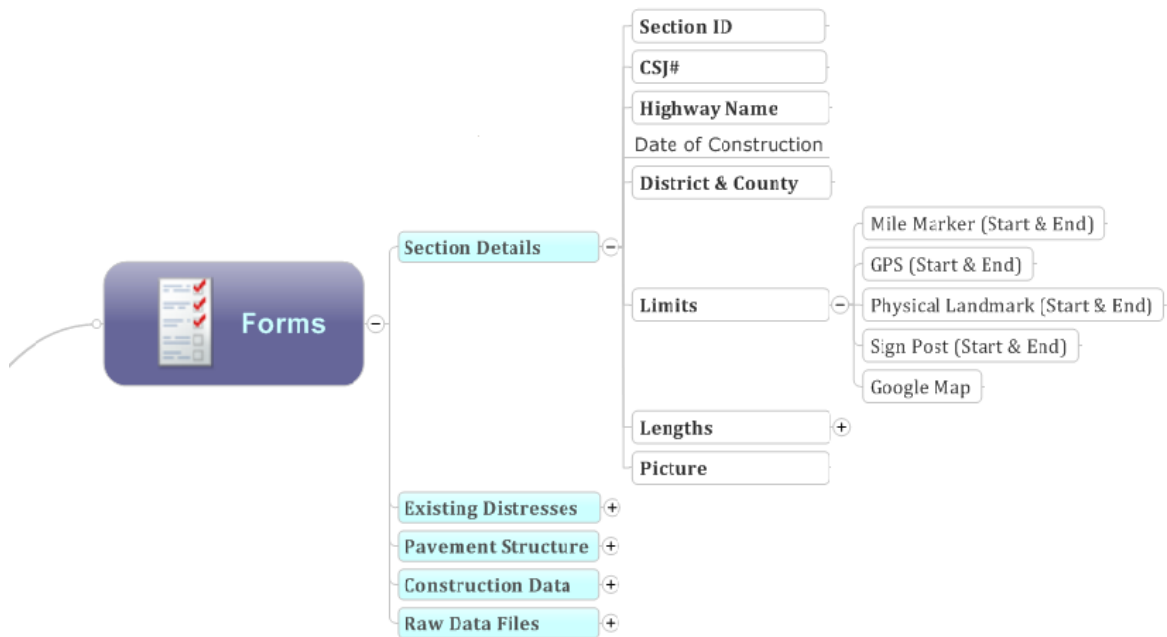 Section ID
CSJ#
Highway Name
Date of Construction
District & County
Mile Marker (Start & End)
Section Details
GPS (Start & End)
Limits
Physical Landmark (Start & End)
Forms
Sign Post (Start & End)
Google Map
Lengths
Picture
Existing Distresses
Pavement Structure
Construction Data
Raw Data Files